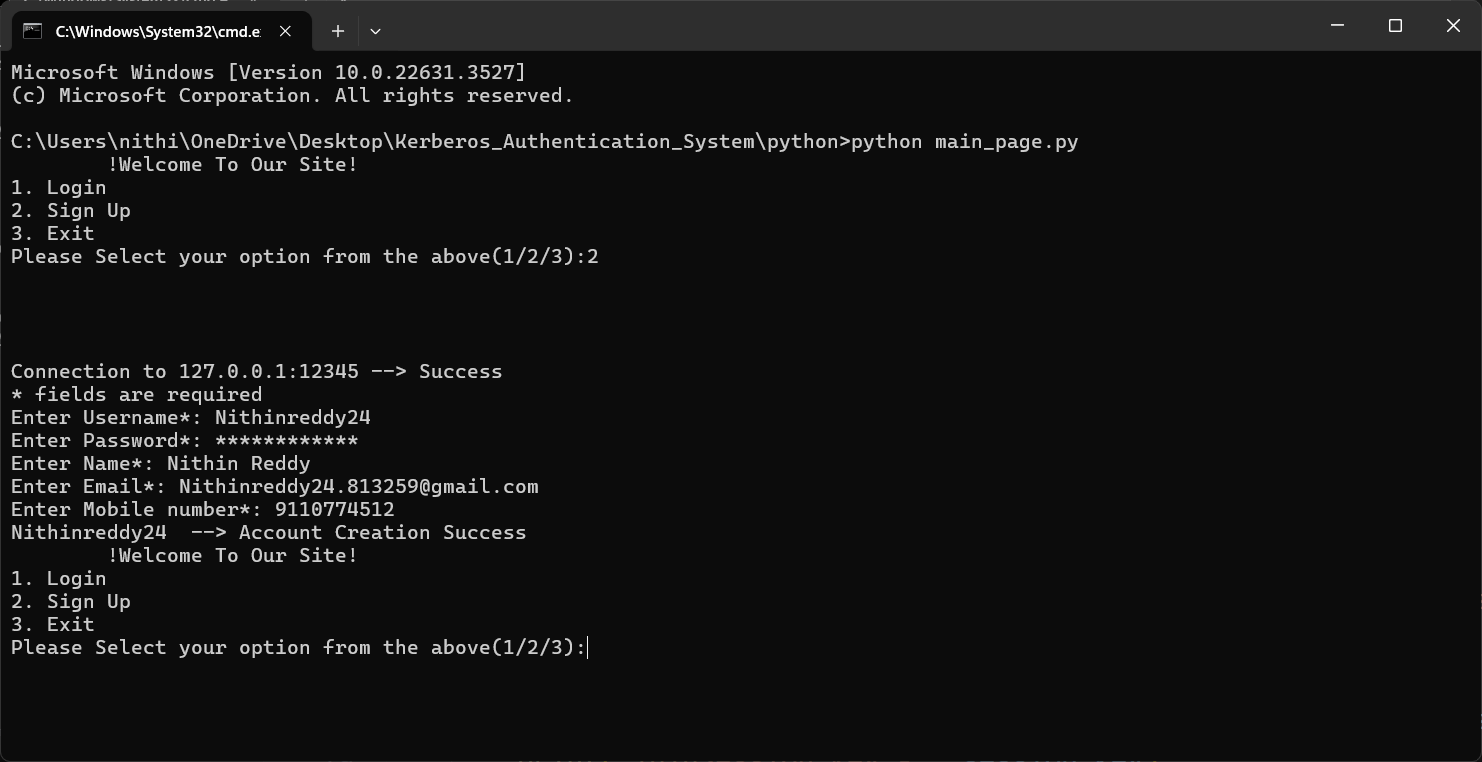 C:\Windows\System32\cmd.e
Microsoft Windows [Version 10.0.22631.3527]
(c) Microsoft Corporation. All rights reserved.
C:\Users\nithi\OneDrive\Desktop\Kerberos_Authentication_System\python>python main_page.py
!Welcome To Our Site!
1. Login
2. Sign Up
3. Exit
Please Select your option from the above(1/2/3):2
Connection to 127.0.0.1:12345 --> Success
* fields are required
Enter Username*: Nithinreddy24
Enter Password*: ************
Enter Name*: Nithin Reddy
Enter Email*: Nithinreddy24.813259@gmail.com
Enter Mobile number*: 9110774512
Nithinreddy24  --> Account Creation Success
!Welcome To Our Site!
1. Login
2. Sign Up
3. Exit
Please Select your option from the above(1/2/3):